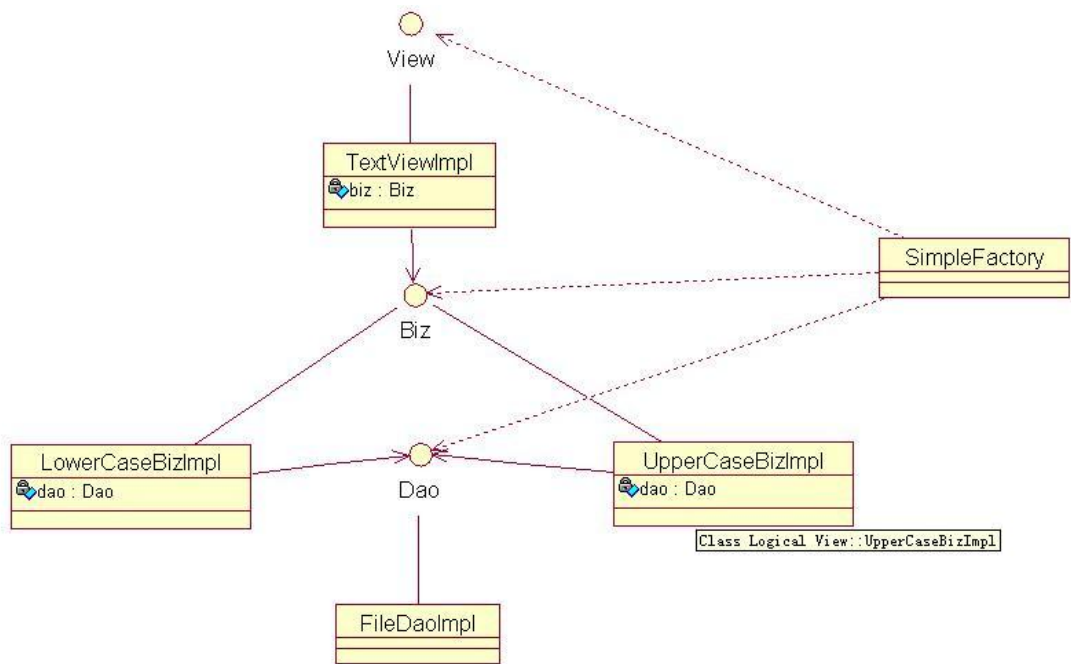 View
TextViewImpl
biz : Biz
SimpleFactory
Biz
LowerCaseBizImpl
dao : Dao
Dao
UpperCaseBizImpl
dao : Dao
Class Logical View::UpperCaseBizImpl
FileDaoImpl